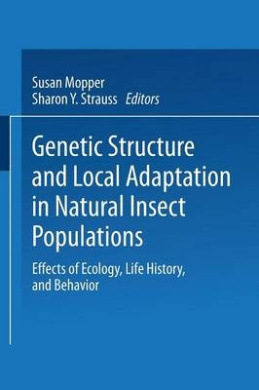 Susan Mopper
Sharon Y. Strauss Editors
Genetic Structure
and Local Adaptation
in Natural Insect
Populations
Effects of Ecology, Life History,
and Behavior